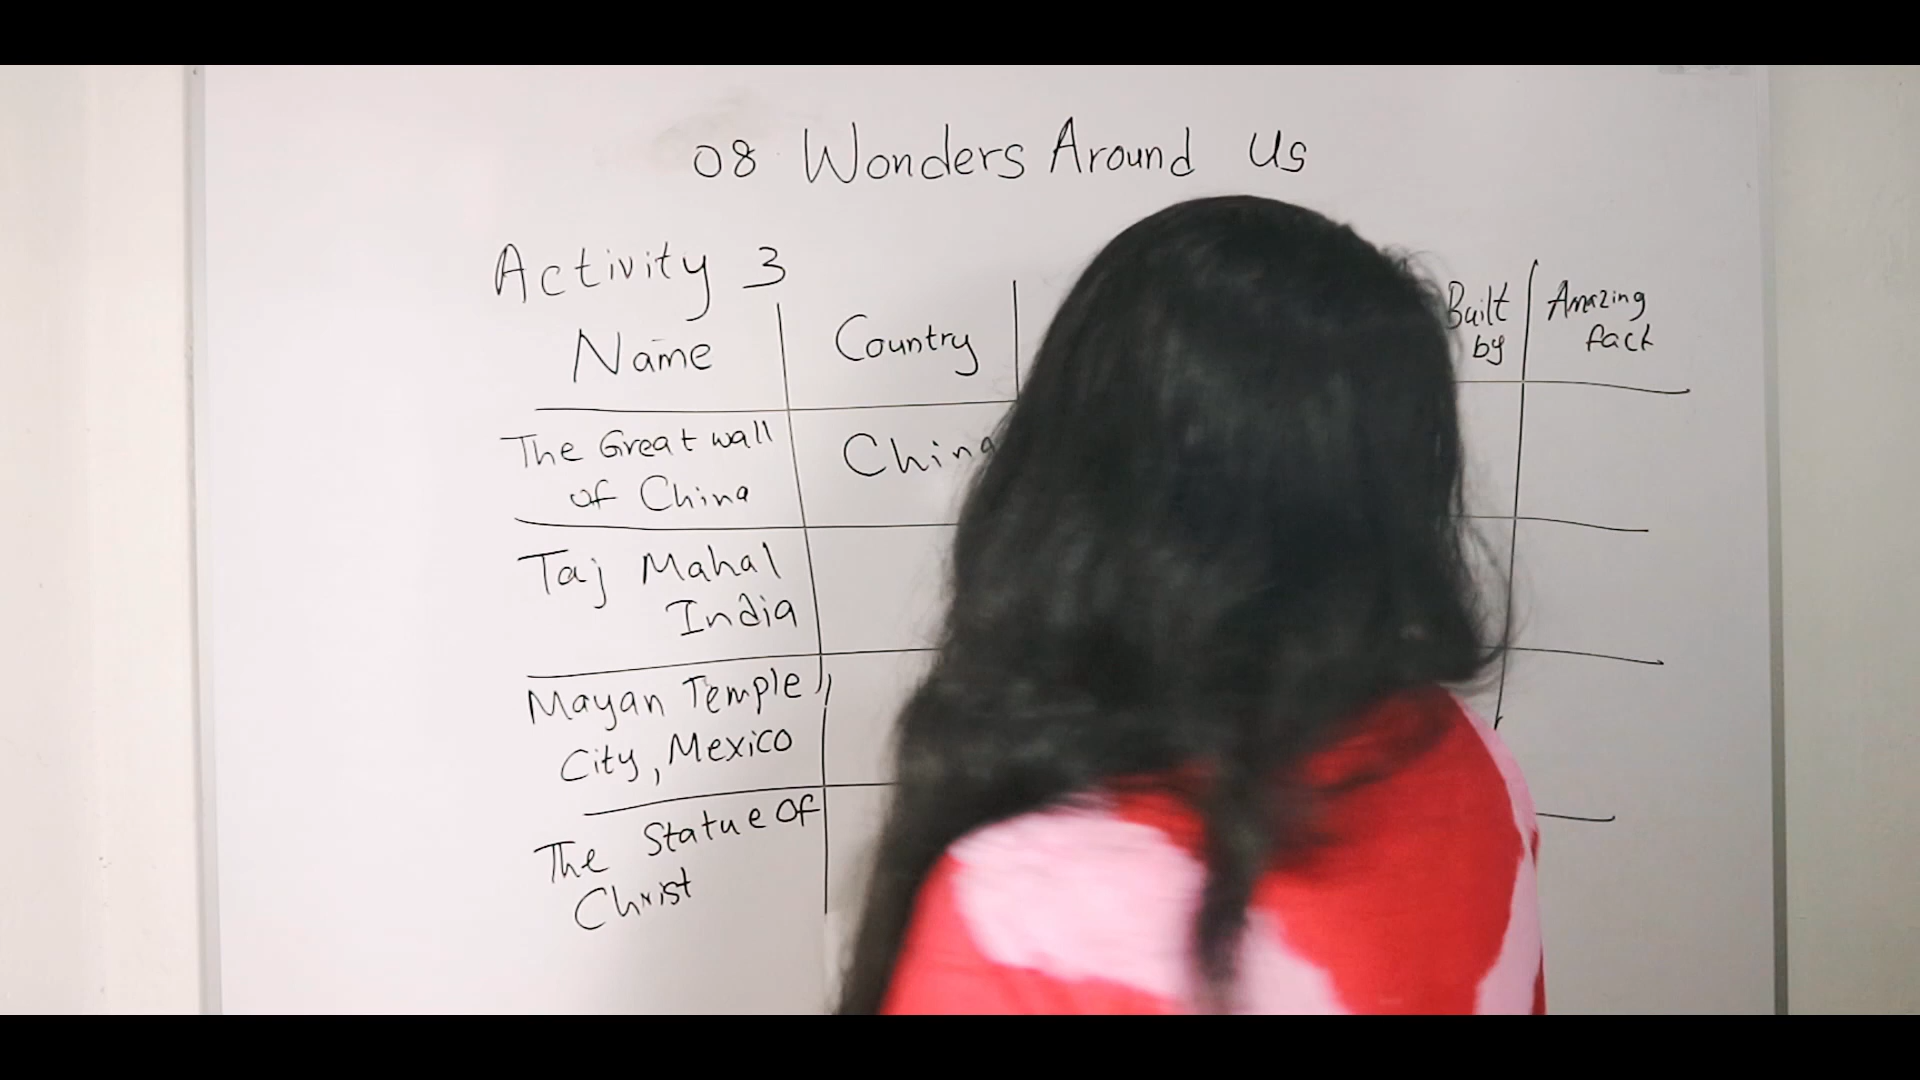 08 Wonders Around Us
Activity 3
Name
Country
Built
by
Amazing
fact
The Great wall
of China
China
Taj Mahal
India
Mayan Temple
City, Mexico
The Statue Of
Christ